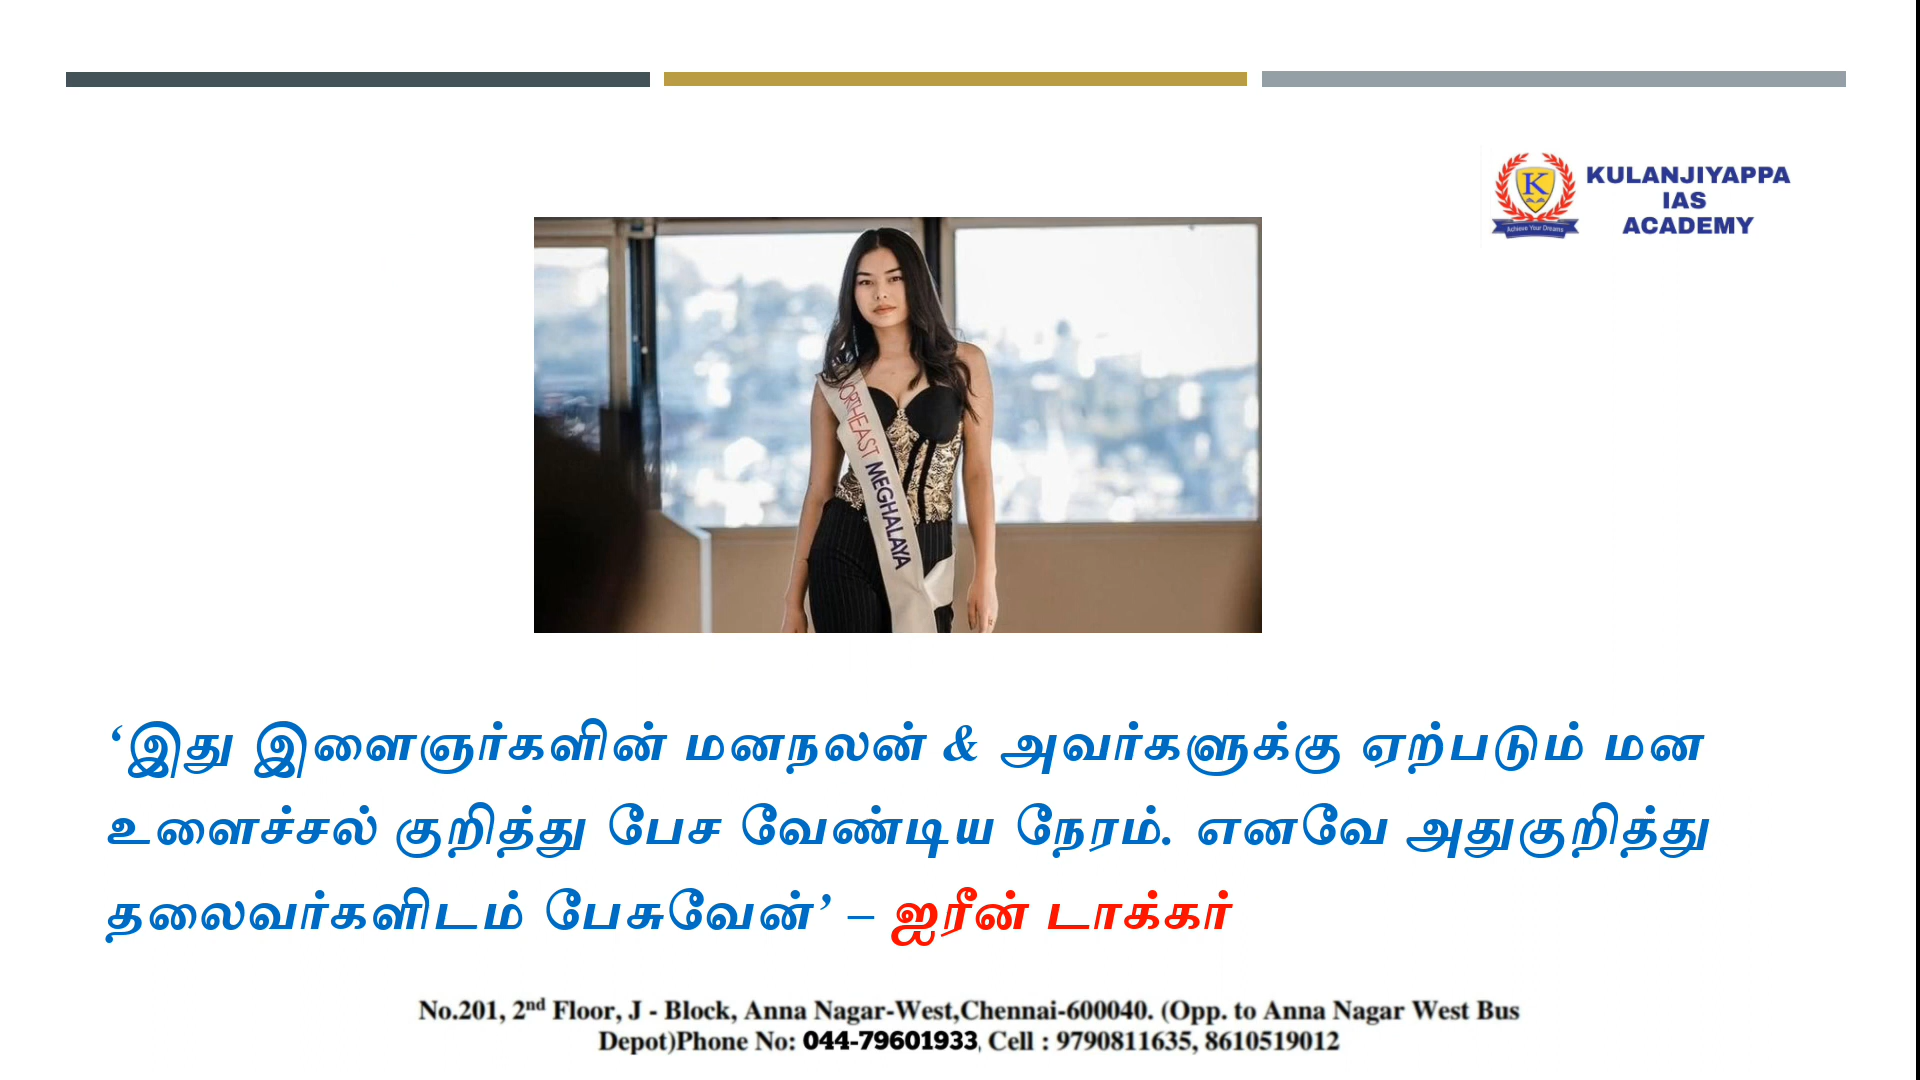 KULANJIYAPPA
IAS
ACADEMY
K
Achieve Your Dreams
NORTHEAST MEGHALAYA
‘இது இளைஞர்களின் மனநலன் & அவர்களுக்கு ஏற்படும் மன
உளைச்சல் குறித்து பேச வேண்டிய நேரம். எனவே அதுகுறித்து
தலைவர்களிடம் பேசுவேன்’ – ஐரீன் டாக்கர்
No.201, 2nd Floor, J - Block, Anna Nagar-West,Chennai-600040. (Opp. to Anna Nagar West Bus
Depot)Phone No: 044-79601933, Cell : 9790811635, 8610519012